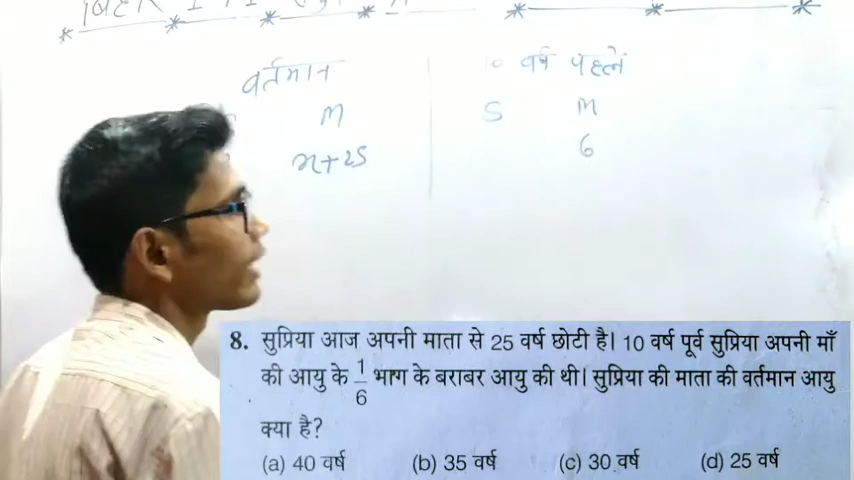 वर्तमान 10 वर्ष पहले
M S M
x+25 6
8. सुप्रिया आज अपनी माता से 25 वर्ष छोटी है। 10 वर्ष पूर्व सुप्रिया अपनी माँ
की आयु के 1/6 भाग के बराबर आयु की थी। सुप्रिया की माता की वर्तमान आयु
क्या है?
(a) 40 वर्ष (b) 35 वर्ष (c) 30 वर्ष (d) 25 वर्ष